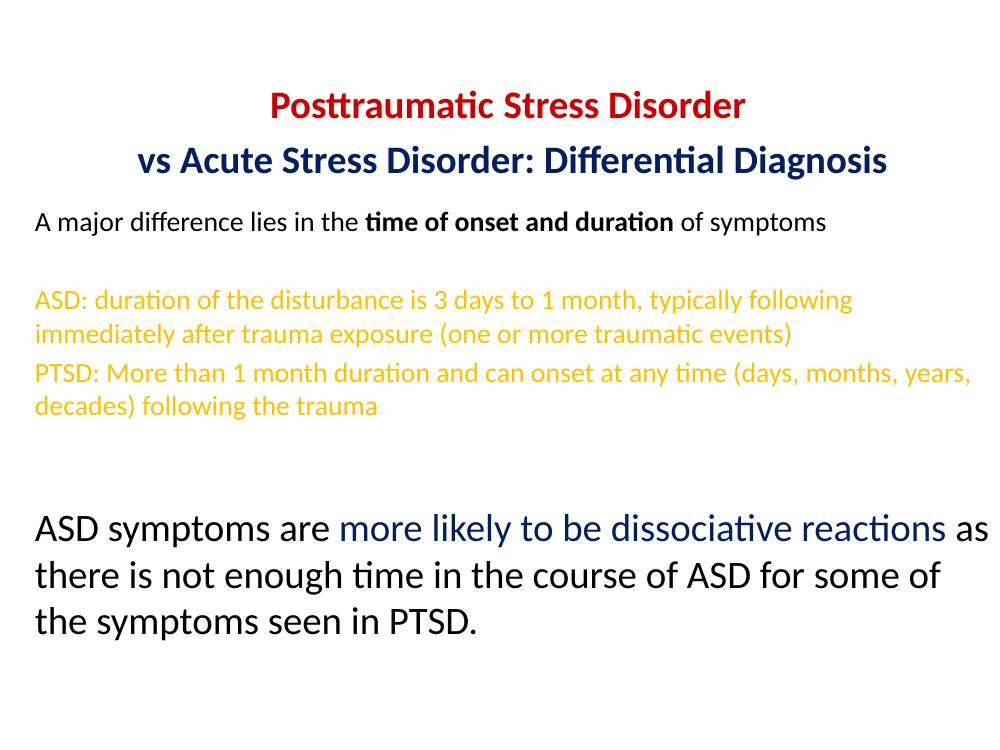 Posttraumatic Stress Disorder
vs Acute Stress Disorder: Differential Diagnosis
A major difference lies in the time of onset and duration of symptoms
ASD: duration of the disturbance is 3 days to 1 month, typically following
immediately after trauma exposure (one or more traumatic events)
PTSD: More than 1 month duration and can onset at any time (days, months, years,
decades) following the trauma
ASD symptoms are more likely to be dissociative reactions as
there is not enough time in the course of ASD for some of
the symptoms seen in PTSD.